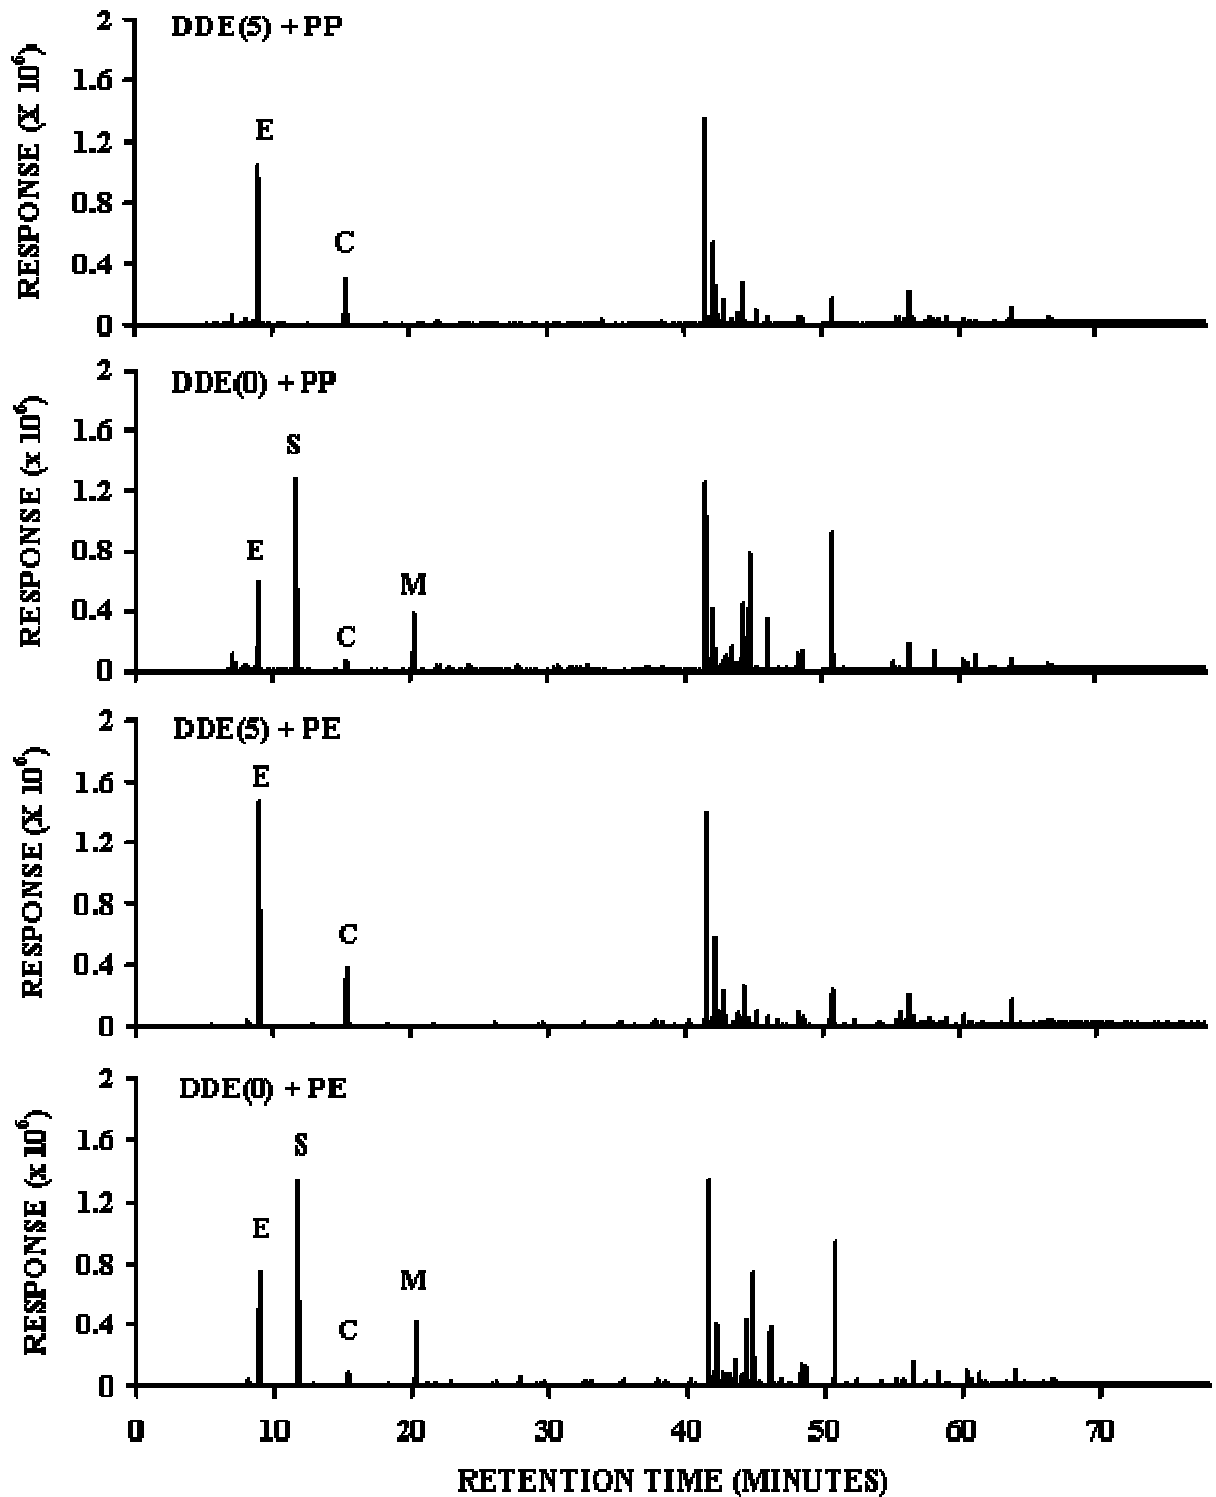 DDE(5) + PP
RESPONSE (X 10⁶)
2
1.6
1.2
0.8
0.4
0
E
C
DDE(0) + PP
RESPONSE (x 10⁶)
2
1.6
1.2
0.8
0.4
0
S
E
M
C
DDE(5) + PE
RESPONSE (X 10⁶)
2
1.6
1.2
0.8
0.4
0
E
C
DDE(0) + PE
RESPONSE (x 10⁶)
2
1.6
1.2
0.8
0.4
0
S
E
M
C
0 10 20 30 40 50 60 70
RETENTION TIME (MINUTES)